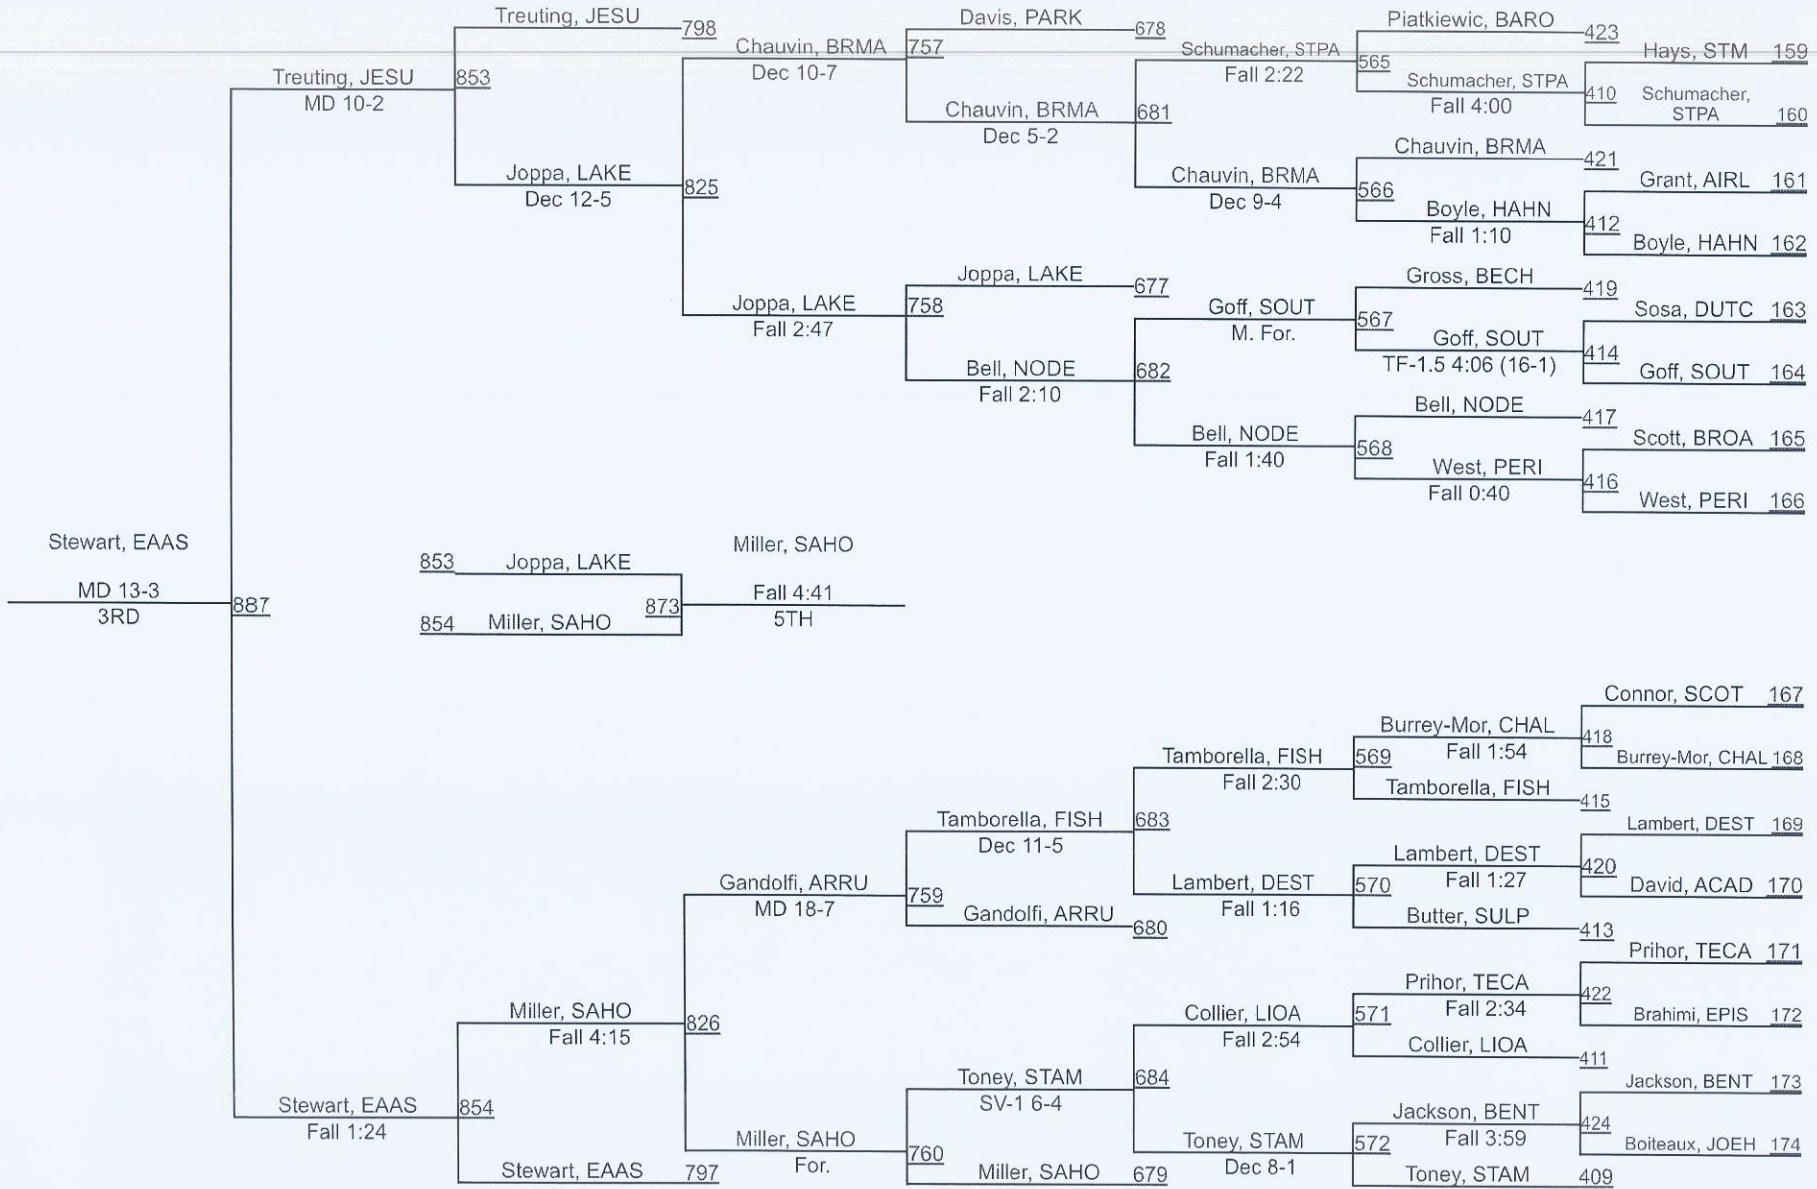 Treuting, JESU 798
Davis, PARK 678
Piatkiewic, BARO 423
Chauvin, BRMA 757
Dec 10-7
Schumacher, STPA 565
Fall 2:22
Hays, STM 159
Treuting, JESU 853
MD 10-2
Schumacher, STPA 410
Fall 4:00
Schumacher,
STPA 160
Chauvin, BRMA 681
Dec 5-2
Chauvin, BRMA 421
Joppa, LAKE 825
Dec 12-5
Chauvin, BRMA 566
Dec 9-4
Grant, AIRL 161
Boyle, HAHN 412
Fall 1:10
Boyle, HAHN 162
Joppa, LAKE 677
Gross, BECH 419
Joppa, LAKE 758
Fall 2:47
Goff, SOUT 567
M. For.
Sosa, DUTC 163
Goff, SOUT 414
TF-1.5 4:06 (16-1)
Goff, SOUT 164
Bell, NODE 682
Fall 2:10
Bell, NODE 417
Bell, NODE 568
Fall 1:40
Scott, BROA 165
West, PERI 416
Fall 0:40
West, PERI 166
Stewart, EAAS
MD 13-3 887
3RD
853 Joppa, LAKE
Miller, SAHO
873 Fall 4:41
5TH
854 Miller, SAHO
Connor, SCOT 167
Burrey-Mor, CHAL 418
Fall 1:54
Burrey-Mor, CHAL 168
Tamborella, FISH 569
Fall 2:30
Tamborella, FISH 415
Tamborella, FISH 683
Dec 11-5
Lambert, DEST 169
Lambert, DEST 420
Fall 1:27
David, ACAD 170
Gandolfi, ARRU 759
MD 18-7
Lambert, DEST 570
Fall 1:16
Gandolfi, ARRU 680
Butter, SULP 413
Prihor, TECA 171
Prihor, TECA 422
Fall 2:34
Brahimi, EPIS 172
Miller, SAHO 826
Fall 4:15
Collier, LIOA 571
Fall 2:54
Collier, LIOA 411
Toney, STAM 684
SV-1 6-4
Jackson, BENT 173
Stewart, EAAS 854
Fall 1:24
Jackson, BENT 424
Fall 3:59
Boiteaux, JOEH 174
Miller, SAHO 760
For.
Toney, STAM 572
Dec 8-1
Stewart, EAAS 797
Miller, SAHO 679
Toney, STAM 409